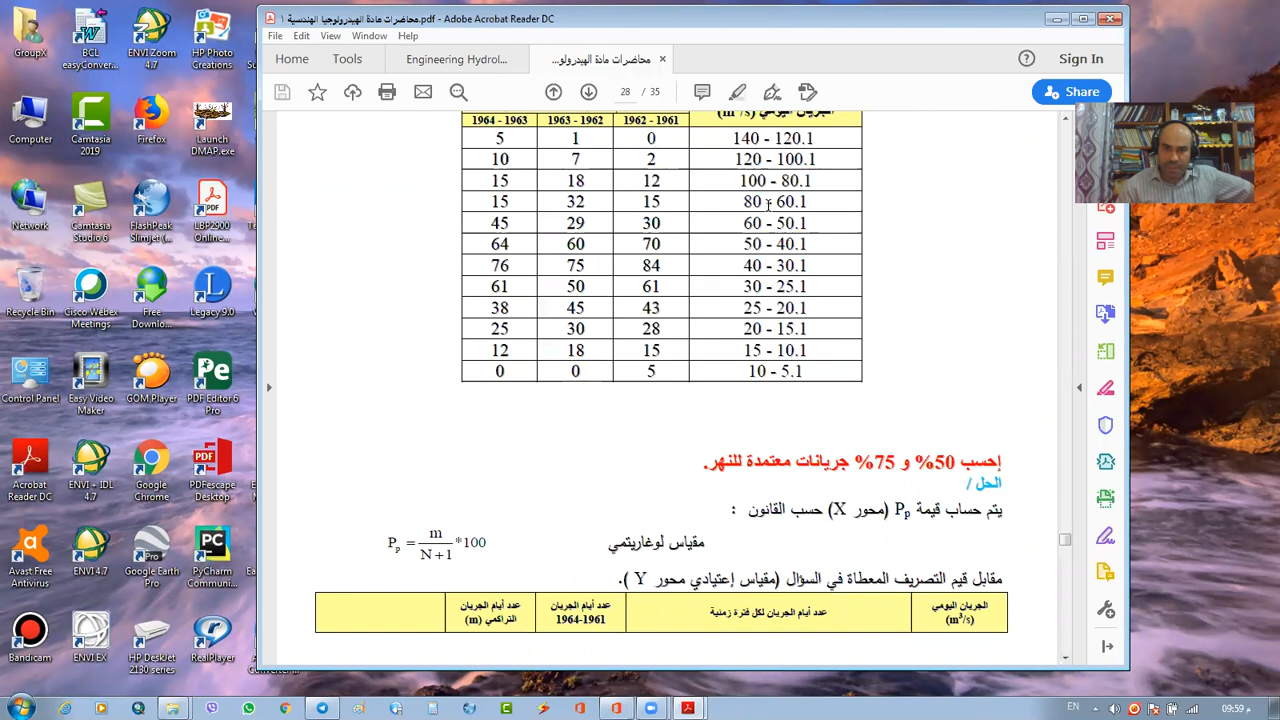 محاضرات مادة الهيدرولوجيا الهندسية ١.pdf - Adobe Acrobat Reader DC
File Edit View Window Help
Home Tools Engineering Hydrol... محاضرات مادة الهيدرولو... Sign In
28 / 35
Share
1964 - 1963 1963 - 1962 1962 - 1961
5 1 0 140 - 120.1
10 7 2 120 - 100.1
15 18 12 100 - 80.1
15 32 15 80 - 60.1
45 29 30 60 - 50.1
64 60 70 50 - 40.1
76 75 84 40 - 30.1
61 50 61 30 - 25.1
38 45 43 25 - 20.1
25 30 28 20 - 15.1
12 18 15 15 - 10.1
0 0 5 10 - 5.1
إحسب 50% و 75% جريانات معتمدة للنهر.
الحل /
يتم حساب قيمة Pp (محور X) حسب القانون :
مقياس لوغاريتمي
Pp = m / N+1 *100
مقابل قيم التصريف المعطاة في السؤال (مقياس إعتيادي محور Y ).
الجريان اليومي (m³/s)
عدد أيام الجريان لكل فترة زمنية
عدد أيام الجريان 1961-1964
عدد أيام الجريان التراكمي (m)
GroupX
BCL easyConver...
ENVI Zoom 4.7
HP Photo Creations
Computer
Camtasia 2019
Firefox
Launch DMAP.exe
Network
Camtasia Studio 6
FlashPeak Slimjet (...
LBP2900 Online...
Recycle Bin
Cisco Webex Meetings
Free Downlo...
Legacy 9.0
Control Panel
Easy Video Maker
GOM Player
PDF Editor 6 Pro
Acrobat Reader DC
ENVI + IDL 4.7
Google Chrome
PDFescape Desktop
Avast Free Antivirus
ENVI 4.7
Google Earth Pro
PyCharm Communi...
Bandicam
ENVI EX
HP DeskJet 2130 series
RealPlayer
EN
09:59 م